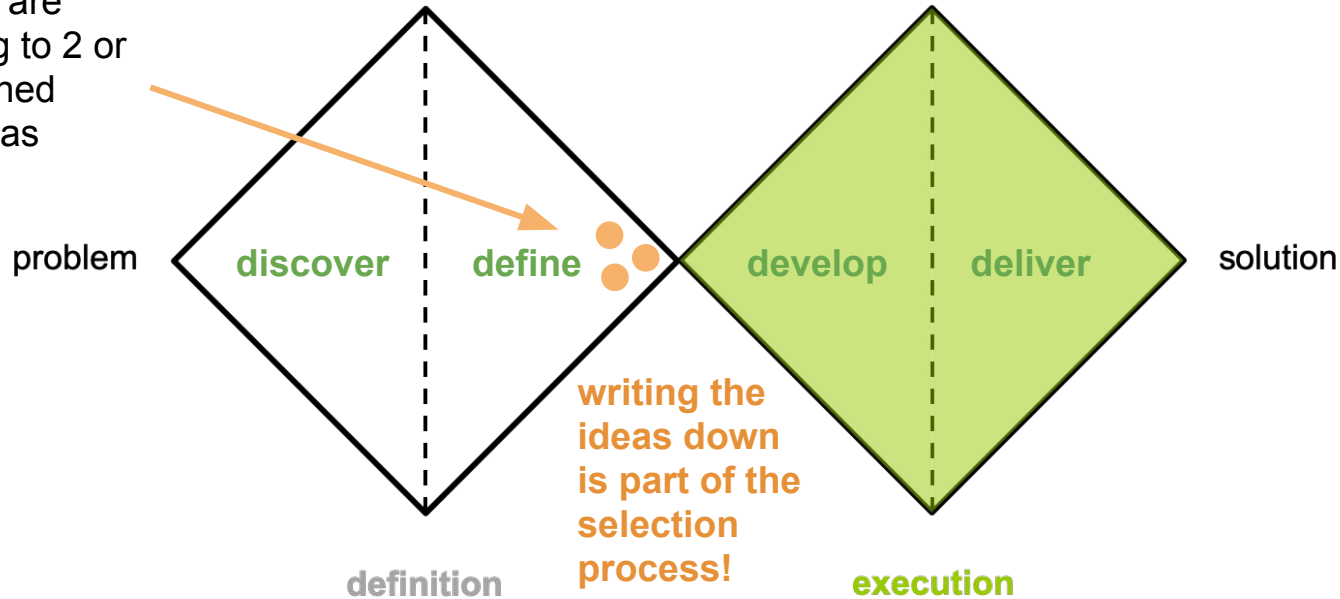 are
g to 2 or
ned
as
problem
discover
define
develop
deliver
solution
writing the
ideas down
is part of the
selection
process!
definition
execution